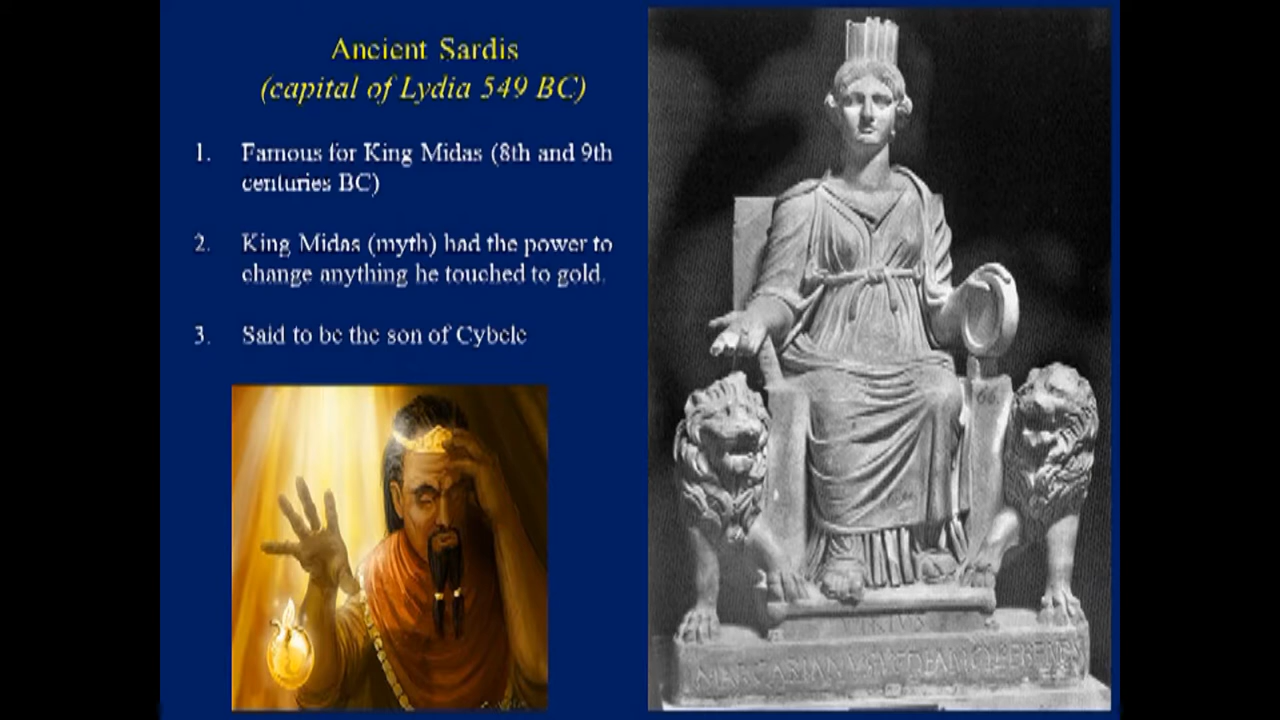 Ancient Sardis
(capital of Lydia 549 BC)
1. Famous for King Midas (8th and 9th
centuries BC)
2. King Midas (myth) had the power to
change anything he touched to gold.
3. Said to be the son of Cybele
66